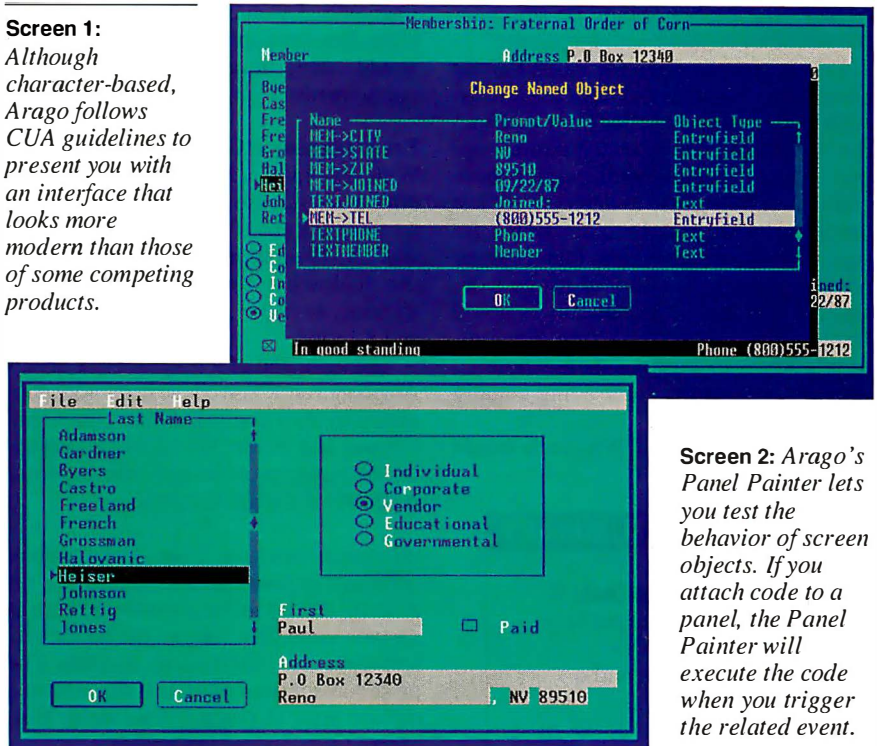 Screen 1:
Although
character-based,
Arago follows
CUA guidelines to
present you with
an interface that
looks more
modern than those
of some competing
products.
Membership: Fraternal Order of Corn
Member Address P.O Box 12340
Change Named Object
Name Prompt/Value Object Type
MEM->CITY Reno Entryfield
MEM->STATE NV Entryfield
MEM->ZIP 89510 Entryfield
MEM->JOINED 09/22/87 Entryfield
TEXTJOINED Joined: Text
MEM->TEL (800)555-1212 Entryfield
TEXTPHONE Phone Text
TEXTMEMBER Member Text
OK Cancel
In good standing Phone (800)555-1212
File Edit Help
Last Name
Adamson
Gardner
Byers
Castro
Freeland
French
Grossman
Halovanic
Heiser
Johnson
Rettig
Jones
Individual
Corporate
Vendor
Educational
Governmental
First
Paul Paid
Address
P.O Box 12340
Reno , NV 89510
OK Cancel
Screen 2: Arago's
Panel Painter lets
you test the
behavior of screen
objects. If you
attach code to a
panel, the Panel
Painter will
execute the code
when you trigger
the related event.